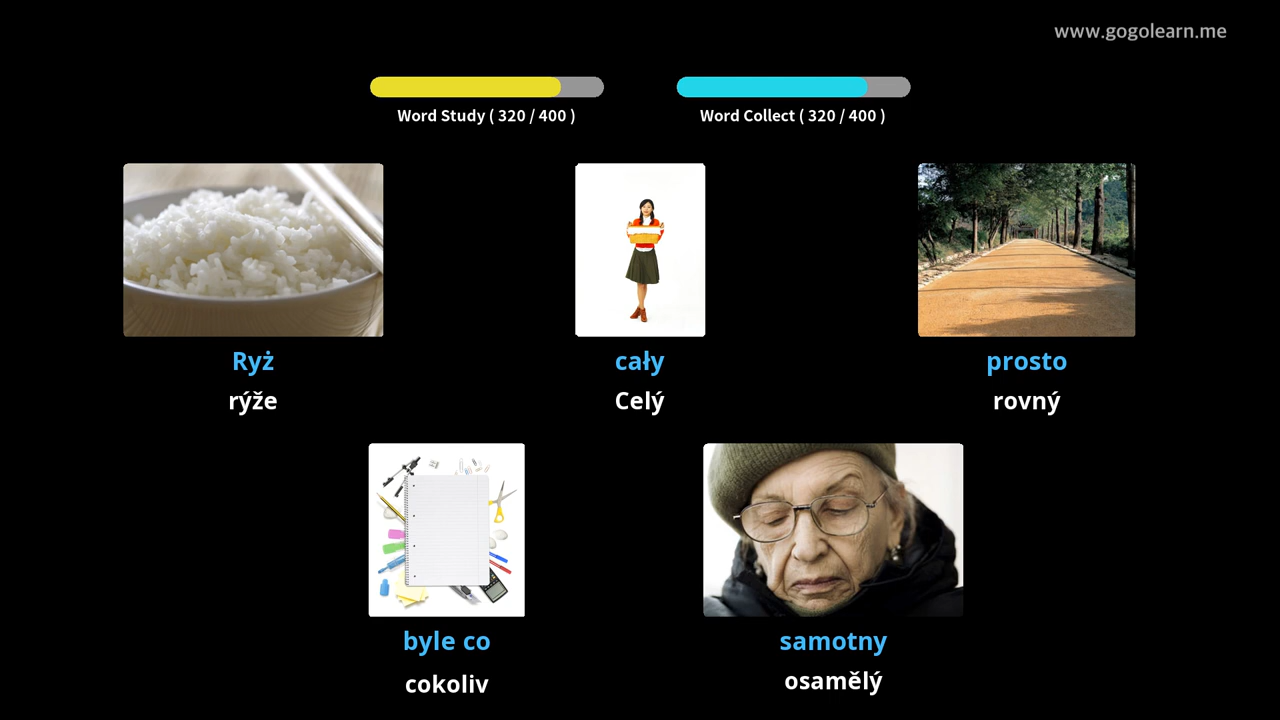 www.gogolearn.me
Word Study ( 320 / 400 )
Word Collect ( 320 / 400 )
Ryż
rýže
cały
Celý
prosto
rovný
byle co
cokoliv
samotny
osamělý